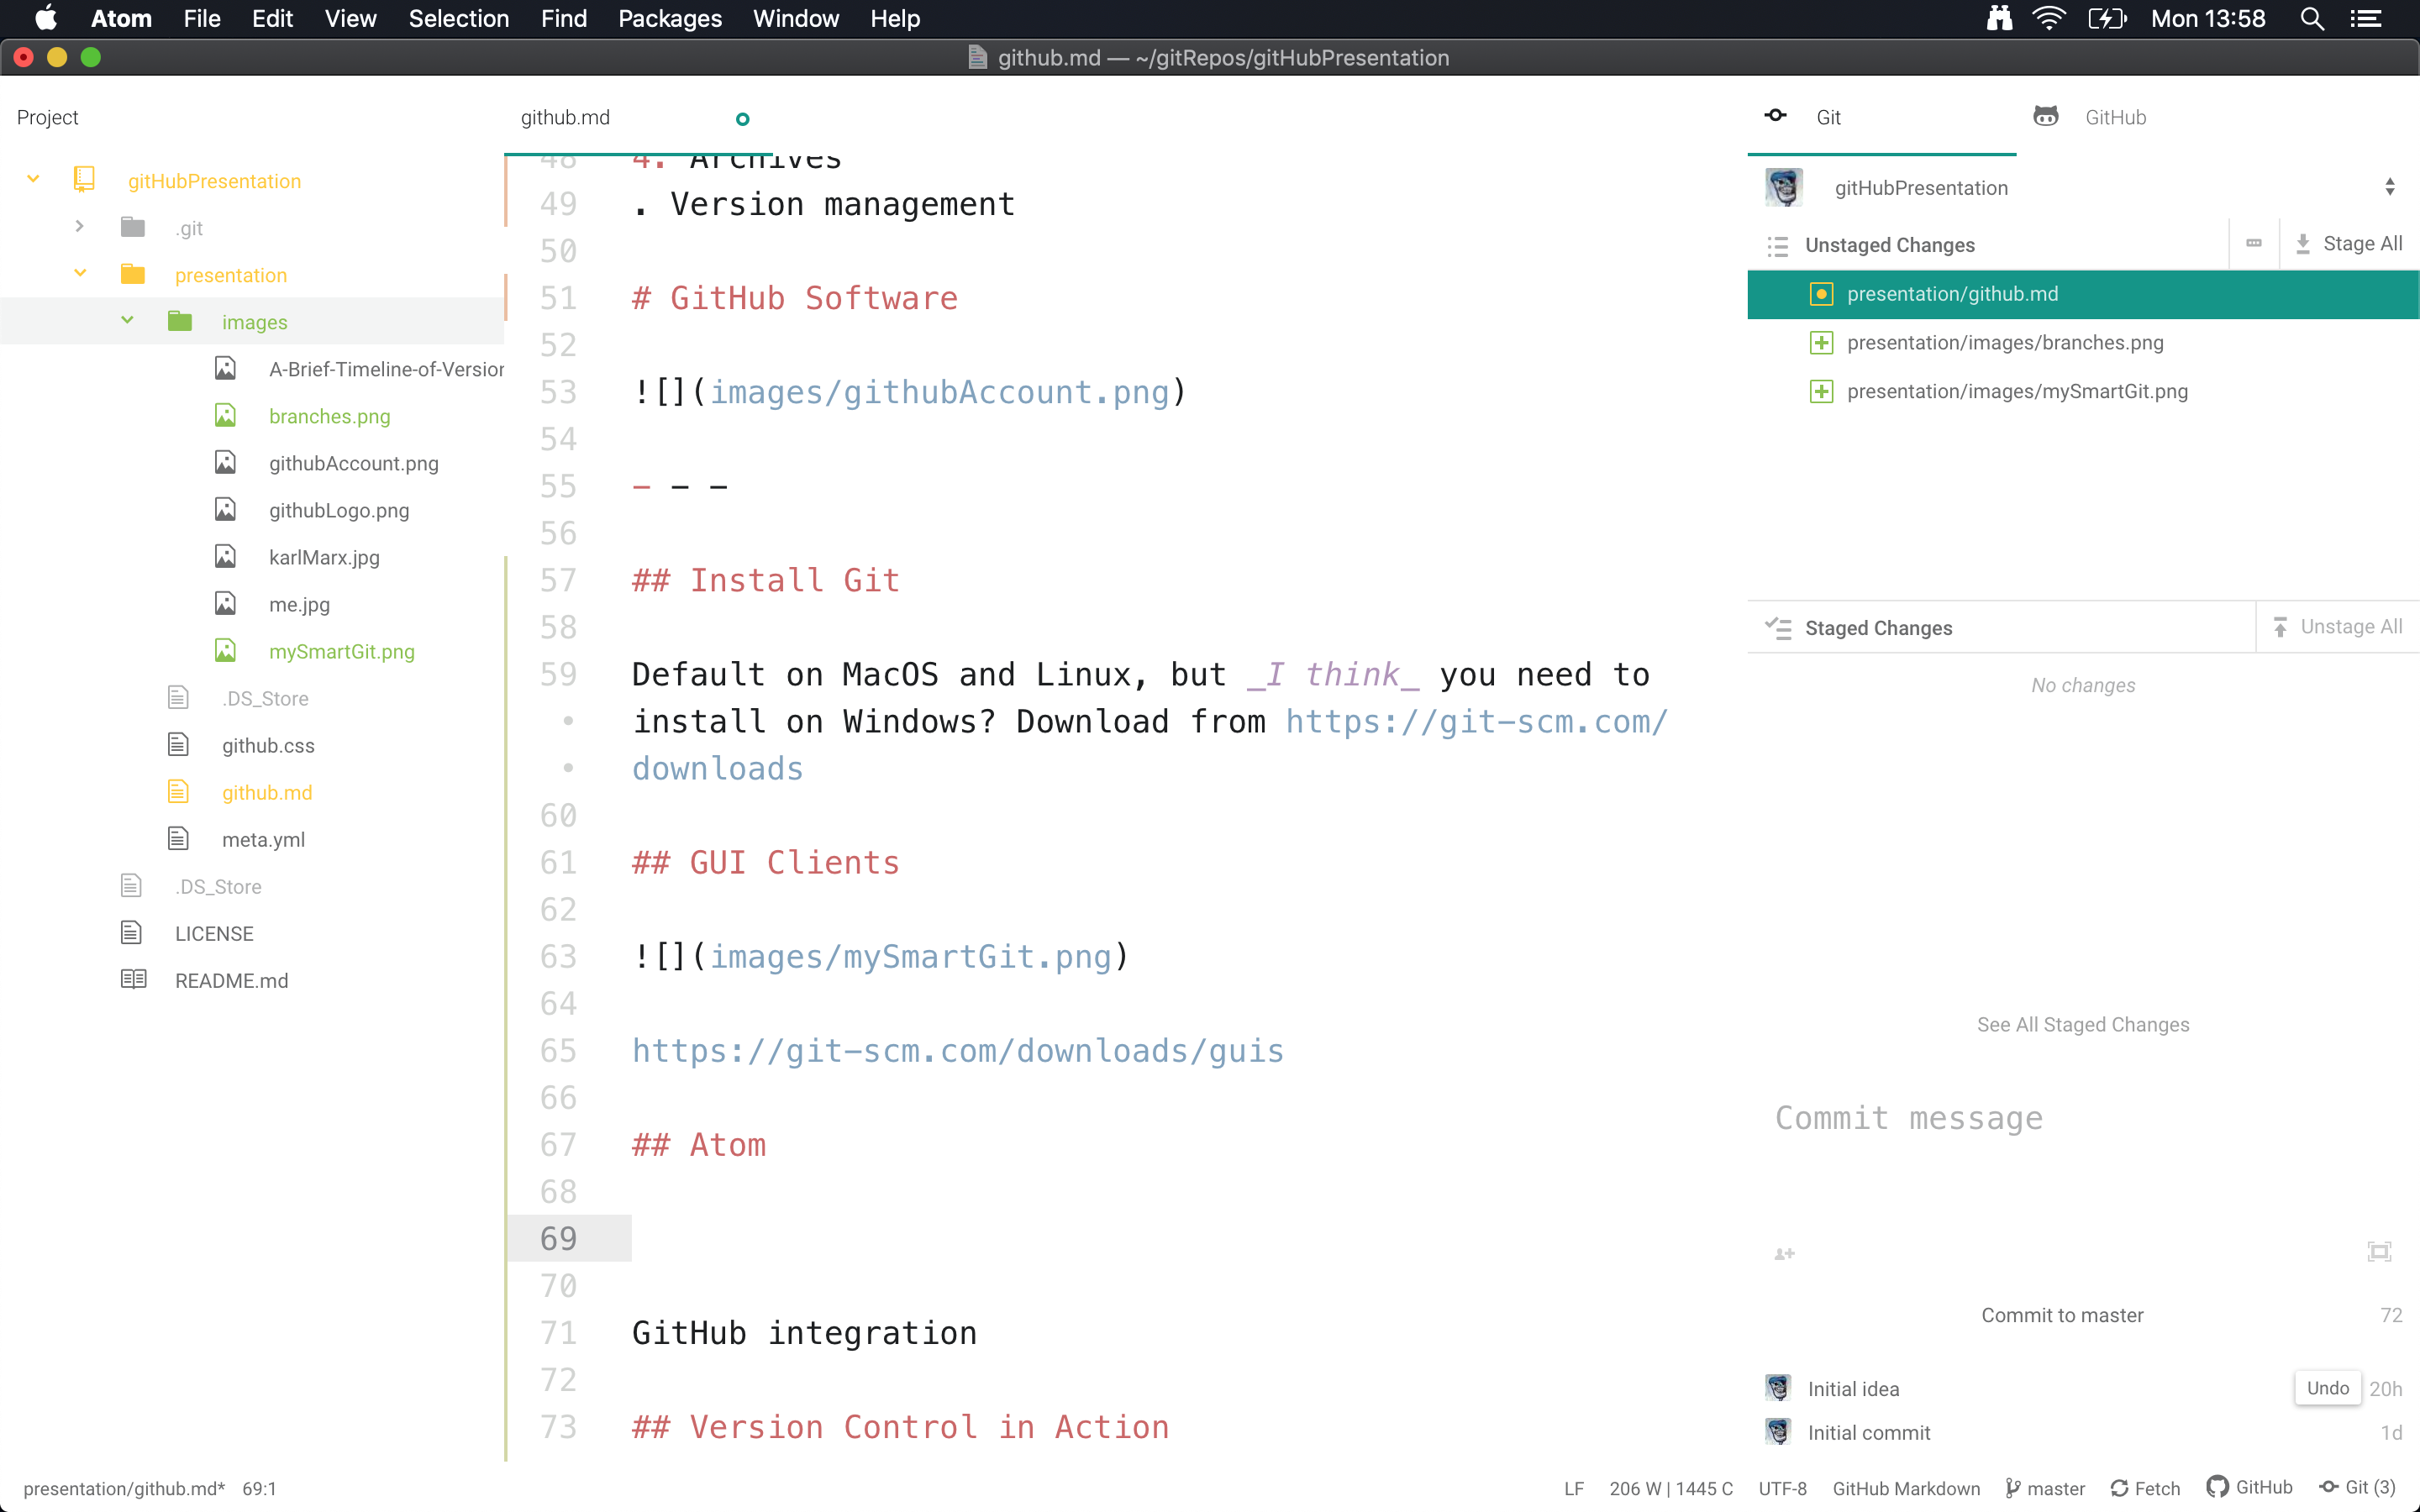 Atom File Edit View Selection Find Packages Window Help Mon 13:58
github.md — ~/gitRepos/gitHubPresentation
Project
gitHubPresentation
.git
presentation
images
A-Brief-Timeline-of-Version
branches.png
githubAccount.png
githubLogo.png
karlMarx.jpg
me.jpg
mySmartGit.png
.DS_Store
github.css
github.md
meta.yml
.DS_Store
LICENSE
README.md
github.md
48 4. Archives
49 . Version management
50
51 # GitHub Software
52
53 ![](images/githubAccount.png)
54
55 - - -
56
57 ## Install Git
58
59 Default on MacOS and Linux, but _I think_ you need to
• install on Windows? Download from https://git-scm.com/
• downloads
60
61 ## GUI Clients
62
63 ![](images/mySmartGit.png)
64
65 https://git-scm.com/downloads/guis
66
67 ## Atom
68
69
70
71 GitHub integration
72
73 ## Version Control in Action
Git GitHub
gitHubPresentation
Unstaged Changes Stage All
presentation/github.md
presentation/images/branches.png
presentation/images/mySmartGit.png
Staged Changes Unstage All
No changes
See All Staged Changes
Commit message
Commit to master 72
Initial idea Undo 20h
Initial commit 1d
presentation/github.md* 69:1 LF 206 W | 1445 C UTF-8 GitHub Markdown master Fetch GitHub Git (3)